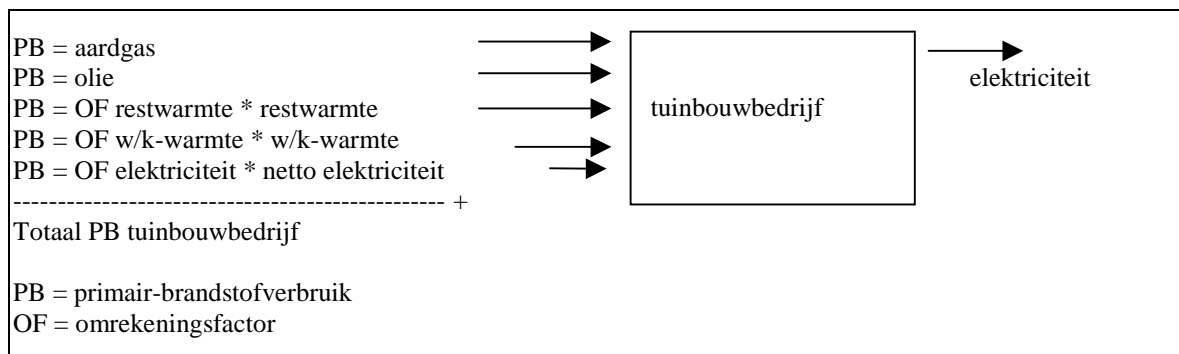 PB = aardgas
PB = olie
elektriciteit
PB = OF restwarmte * restwarmte
tuinbouwbedrijf
PB = OF w/k-warmte * w/k-warmte
PB = OF elektriciteit * netto elektriciteit
------------------------------------------------ +
Totaal PB tuinbouwbedrijf
PB = primair-brandstofverbruik
OF = omrekeningsfactor